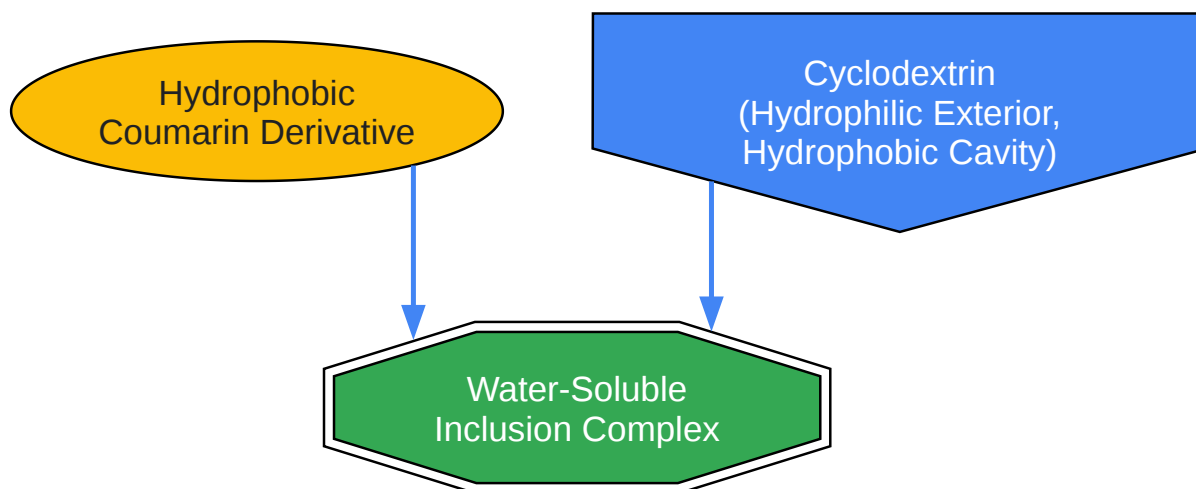 Hydrophobic
Coumarin Derivative
Cyclodextrin
(Hydrophilic Exterior,
Hydrophobic Cavity)
Water-Soluble
Inclusion Complex